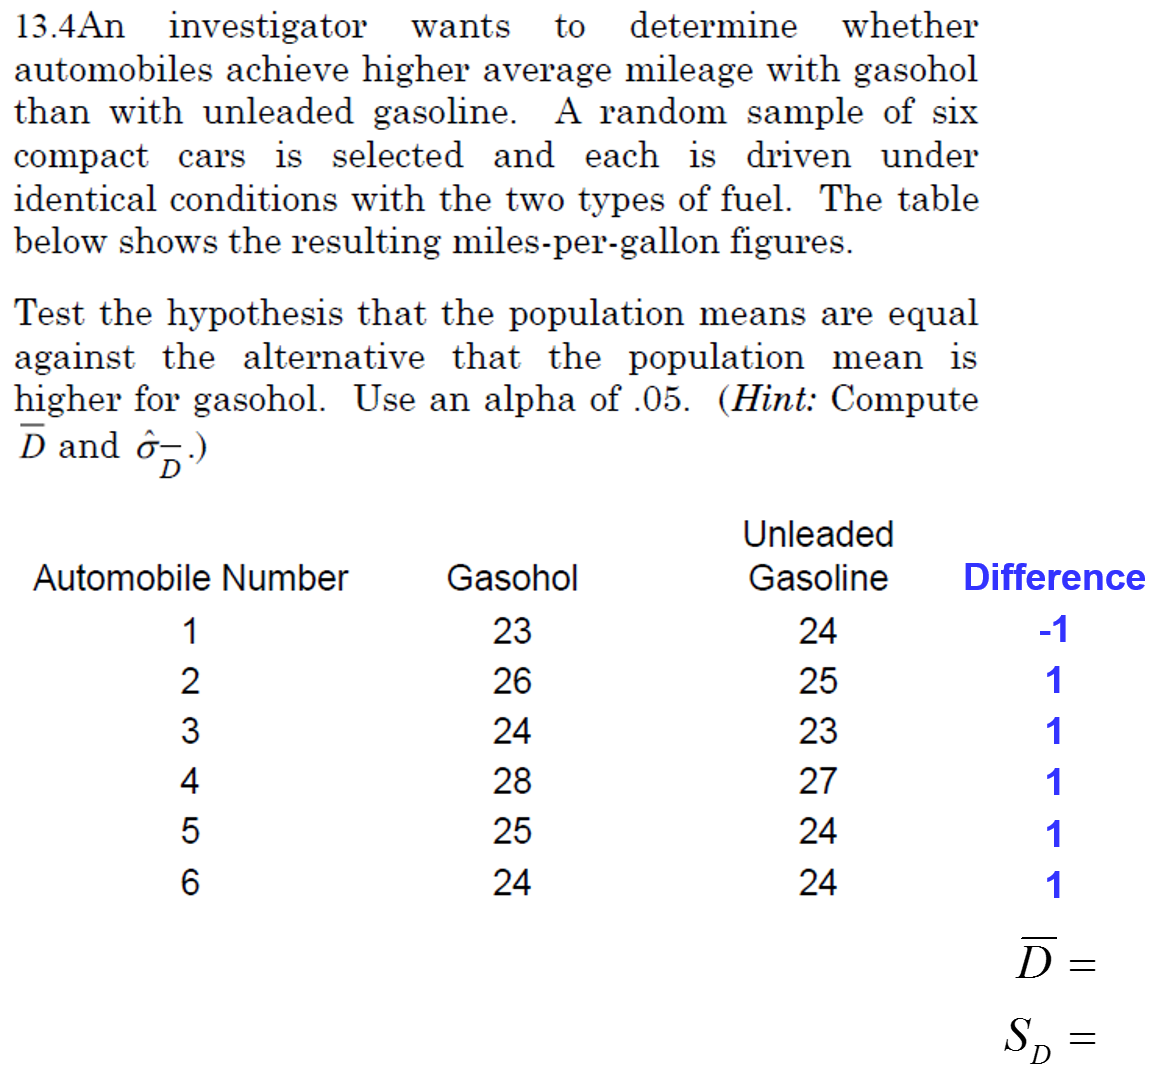 13.4An investigator wants to determine whether
automobiles achieve higher average mileage with gasohol
than with unleaded gasoline. A random sample of six
compact cars is selected and each is driven under
identical conditions with the two types of fuel. The table
below shows the resulting miles-per-gallon figures.
Test the hypothesis that the population means are equal
against the alternative that the population mean is
higher for gasohol. Use an alpha of .05. (Hint: Compute
D̅ and σ̂_D̅.)
Unleaded
Automobile Number Gasohol Gasoline Difference
1 23 24 -1
2 26 25 1
3 24 23 1
4 28 27 1
5 25 24 1
6 24 24 1
D̅ =
S_D =